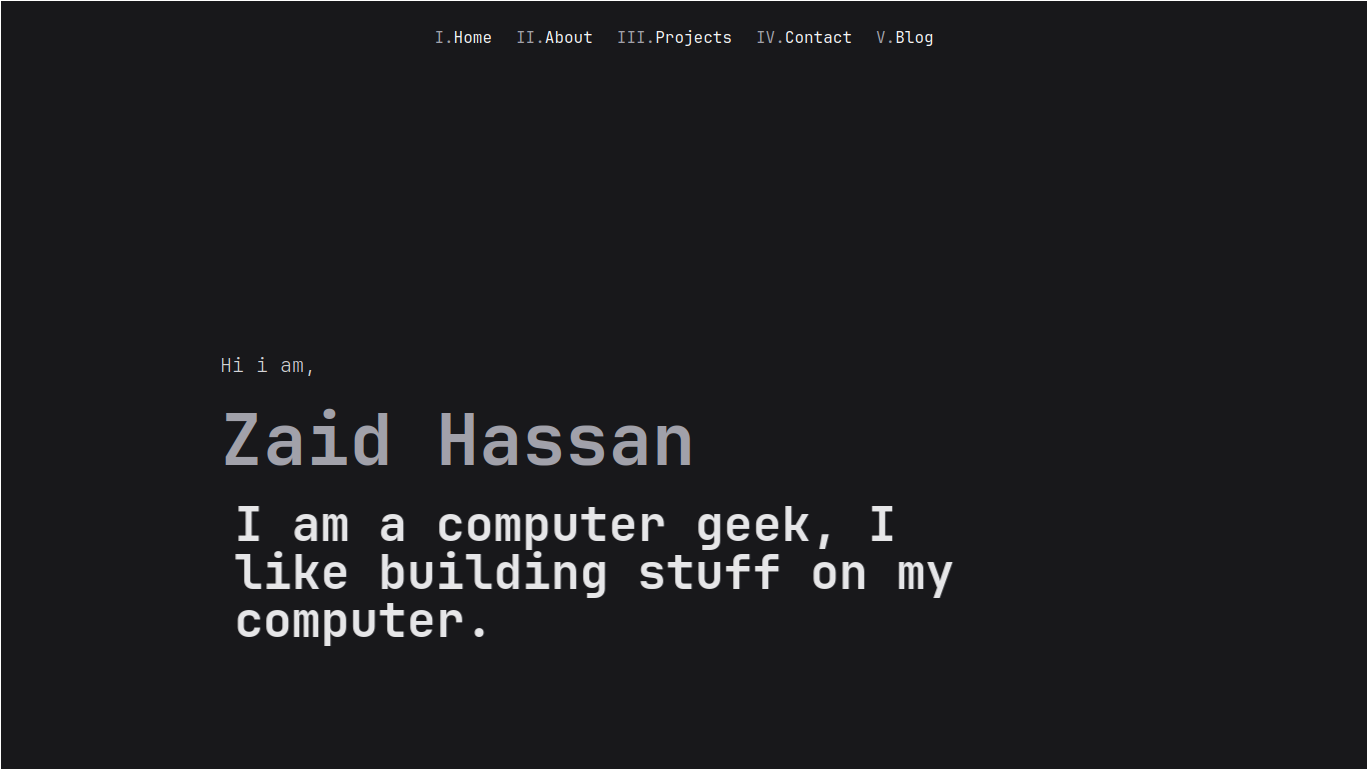 I.Home II.About III.Projects IV.Contact V.Blog
Hi i am,
Zaid Hassan
I am a computer geek, I
like building stuff on my
computer.